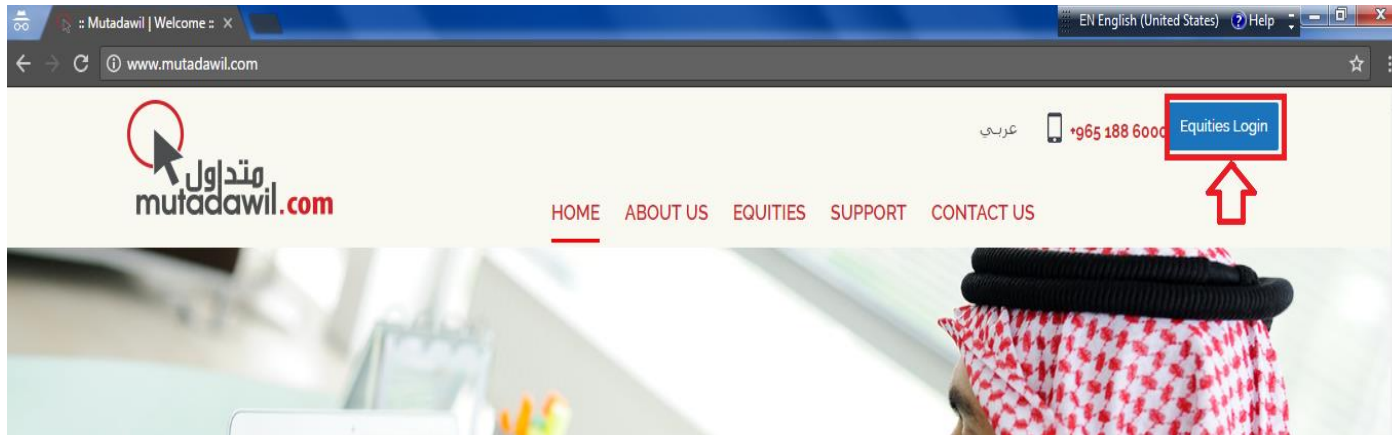 :: Mutadawil | Welcome ::
EN English (United States) Help
www.mutadawil.com
عربي +965 188 6000 Equities Login
متداول
mutadawil.com
HOME ABOUT US EQUITIES SUPPORT CONTACT US